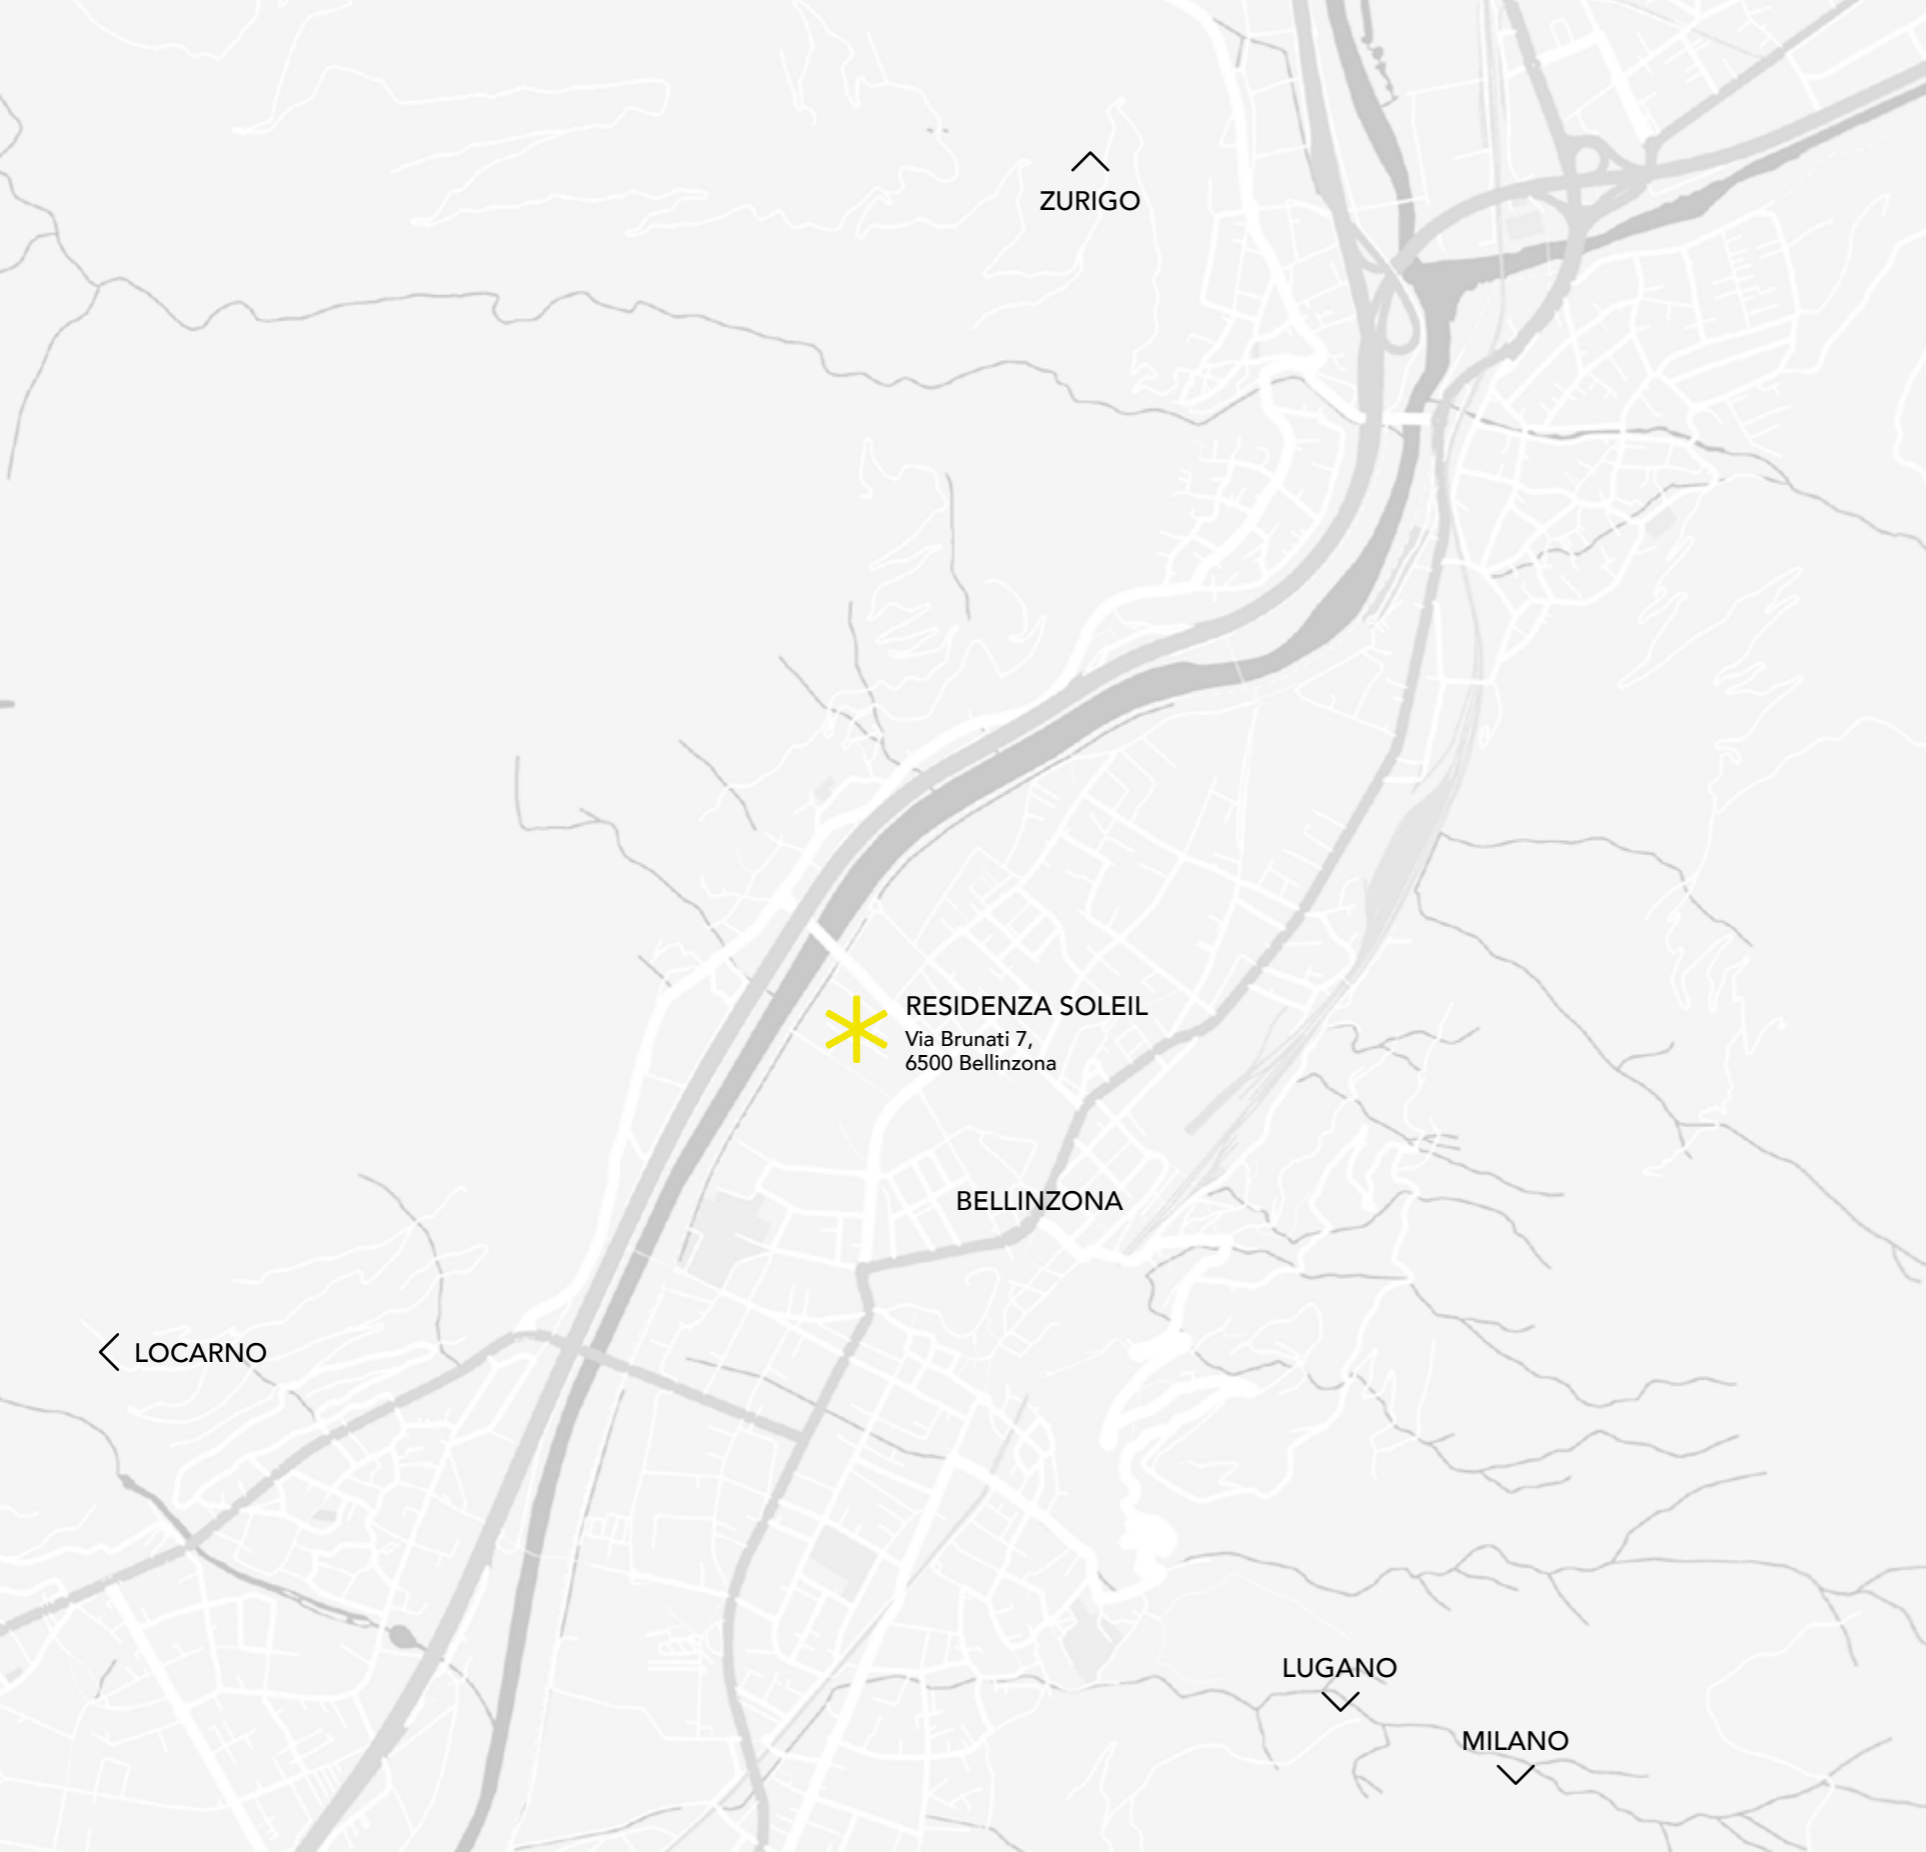 ZURIGO
RESIDENZA SOLEIL
Via Brunati 7,
6500 Bellinzona
BELLINZONA
LOCARNO
LUGANO
MILANO